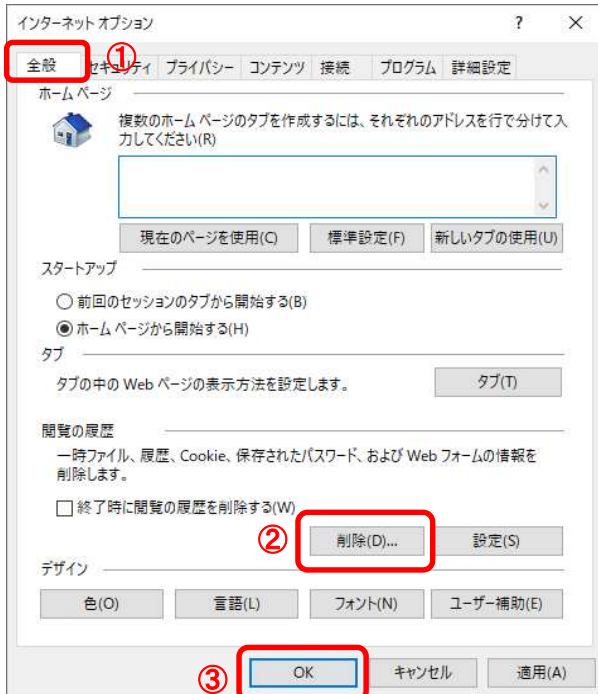 インターネット オプション ? ×
全般 セキュリティ プライバシー コンテンツ 接続 プログラム 詳細設定
①
ホーム ページ
複数のホーム ページのタブを作成するには、それぞれのアドレスを行で分けて入
力してください(R)
現在のページを使用(C) 標準設定(F) 新しいタブの使用(U)
スタートアップ
前回のセッションのタブから開始する(B)
ホーム ページから開始する(H)
タブ
タブの中の Web ページの表示方法を設定します。 タブ(T)
閲覧の履歴
一時ファイル、履歴、Cookie、保存されたパスワード、および Web フォームの情報を
削除します。
終了時に閲覧の履歴を削除する(W)
② 削除(D)... 設定(S)
デザイン
色(O) 言語(L) フォント(N) ユーザー補助(E)
③ OK キャンセル 適用(A)